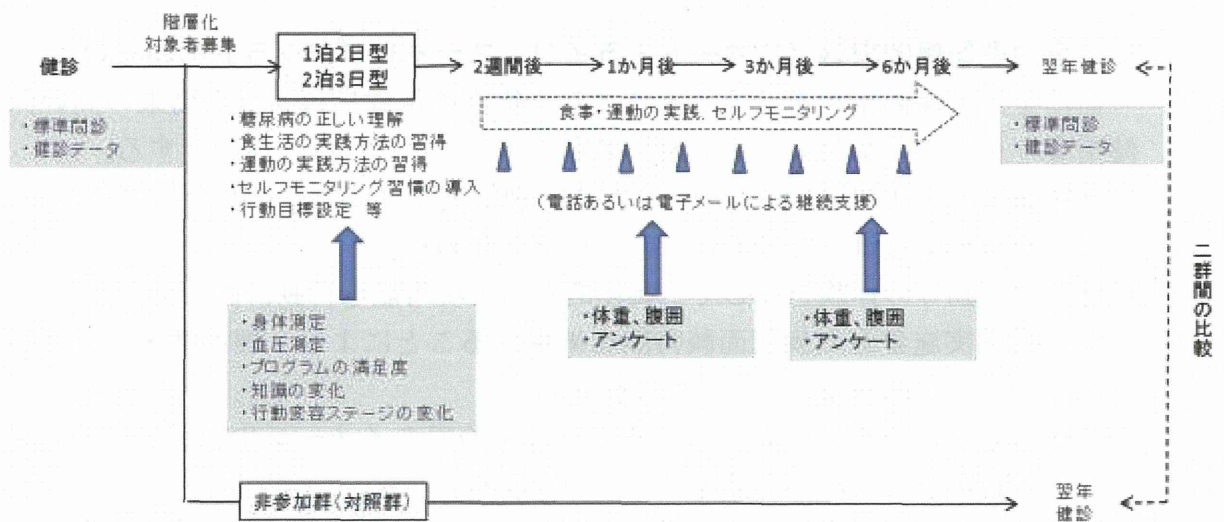 階層化
対象者募集
健診
1泊2日型
2泊3日型
2週間後
1か月後
3か月後
6か月後
翌年健診
・標準問診
・健診データ
・糖尿病の正しい理解
・食生活の実践方法の習得
・運動の実践方法の習得
・セルフモニタリング習慣の導入
・行動目標設定 等
食事・運動の実践、セルフモニタリング
・標準問診
・健診データ
(電話あるいは電子メールによる継続支援)
・身体測定
・血圧測定
・プログラムの満足度
・知識の変化
・行動変容ステージの変化
・体重、腹囲
・アンケート
・体重、腹囲
・アンケート
二群間の比較
非参加群(対照群)
翌年
健診